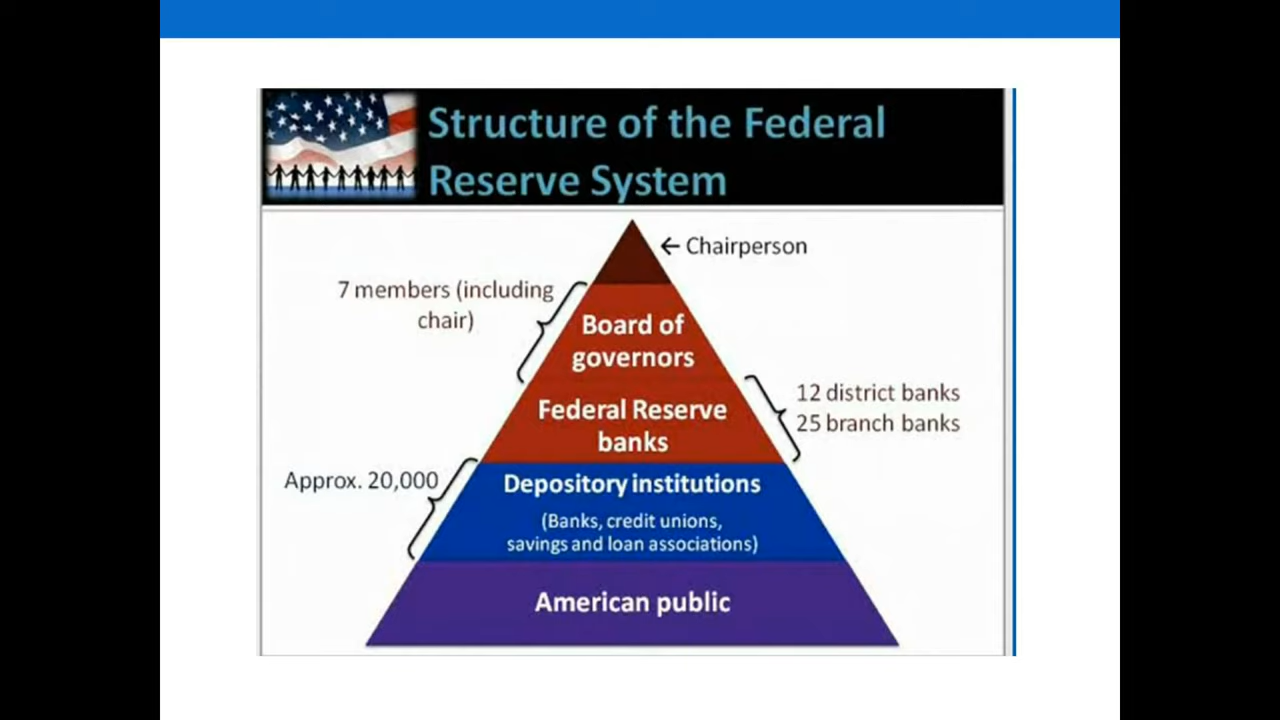 Structure of the Federal
Reserve System
← Chairperson
7 members (including
chair)
Board of
governors
12 district banks
25 branch banks
Federal Reserve
banks
Approx. 20,000
Depository institutions
(Banks, credit unions,
savings and loan associations)
American public